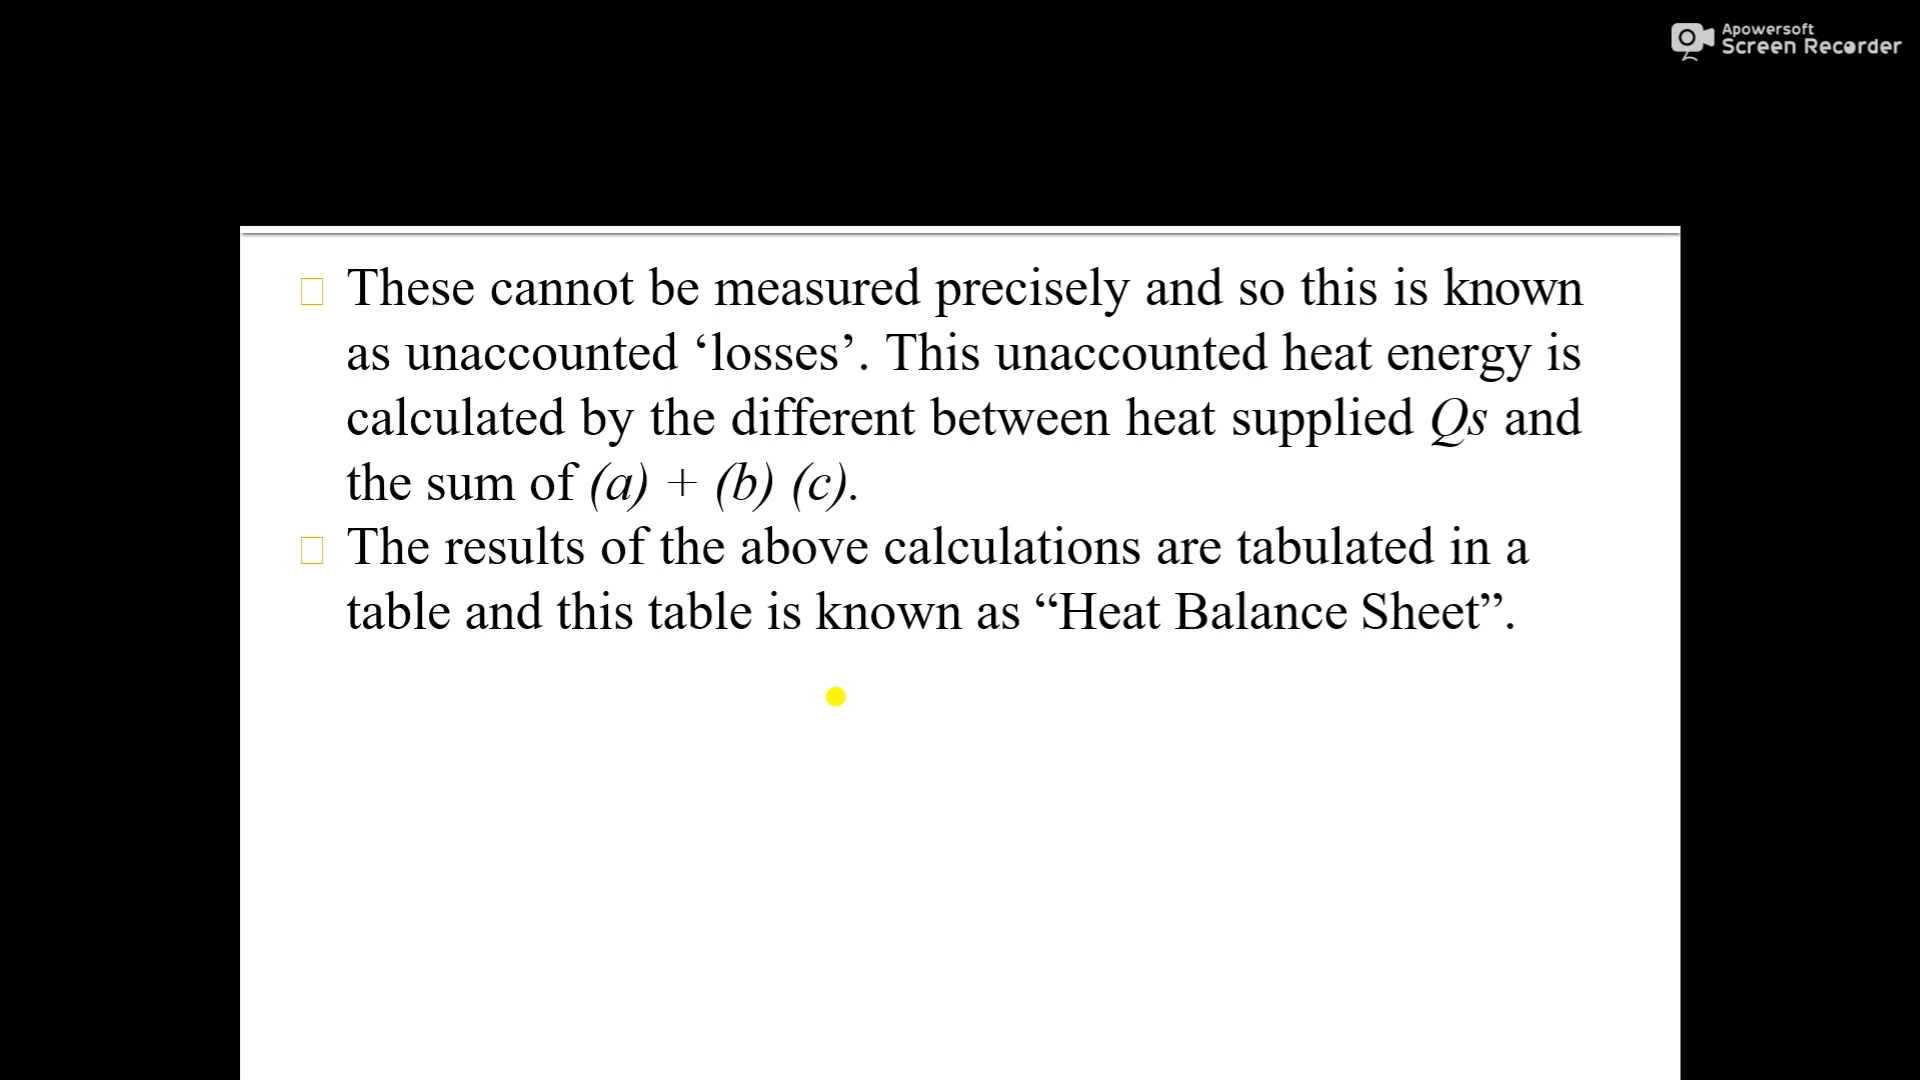 Apowersoft
Screen Recorder
These cannot be measured precisely and so this is known
as unaccounted ‘losses’. This unaccounted heat energy is
calculated by the different between heat supplied Qs and
the sum of (a) + (b) (c).
The results of the above calculations are tabulated in a
table and this table is known as “Heat Balance Sheet”.